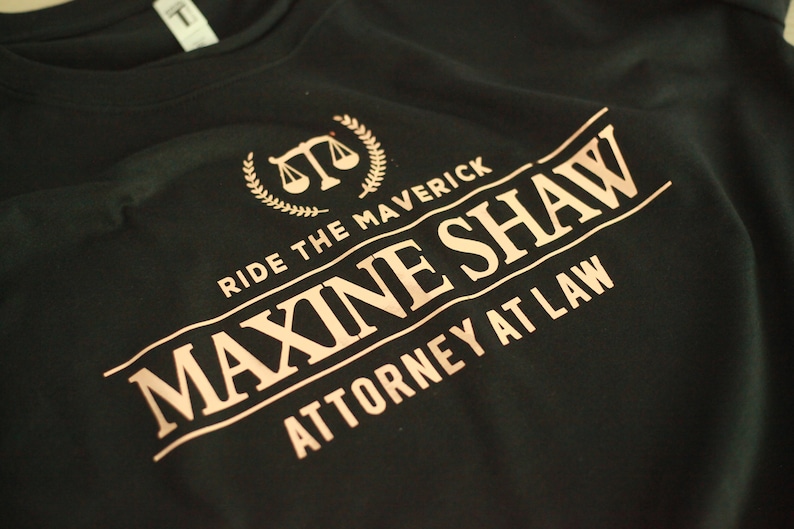 RIDE THE MAVERICK
MAXINE SHAW
ATTORNEY AT LAW